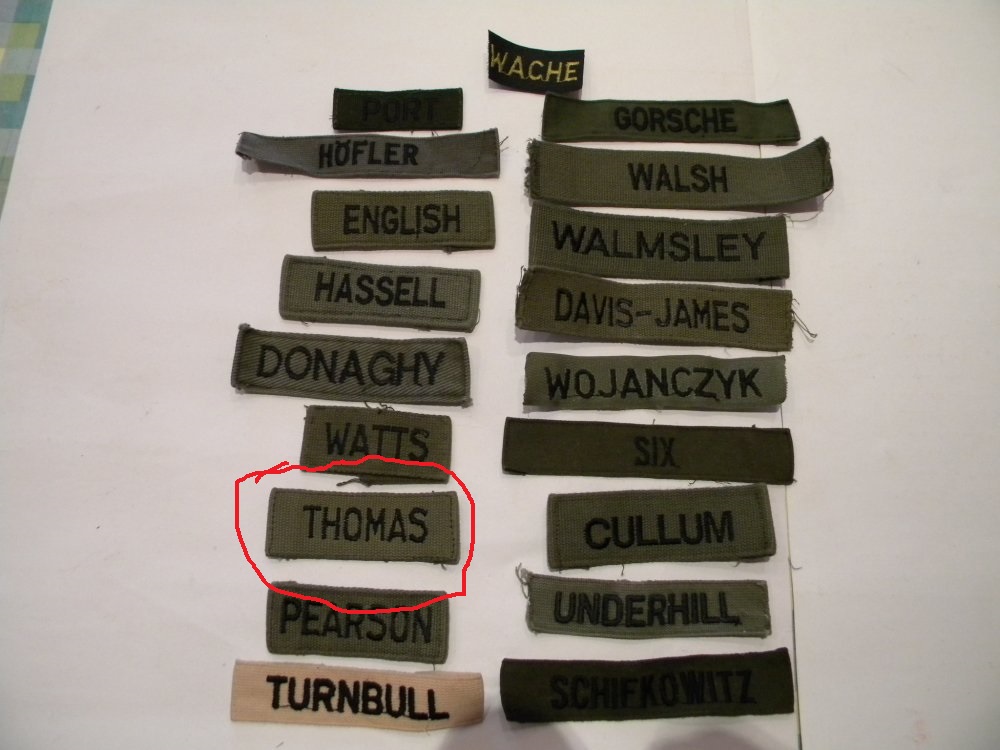 W.A.C.HE
PORT
HÖFLER
ENGLISH
HASSELL
DONAGHY
WATTS
THOMAS
PEARSON
TURNBULL
GORSCHE
WALSH
WALMSLEY
DAVIS-JAMES
WOJANCZYK
SIX
CULLUM
UNDERHILL
SCHIFKOWITZ